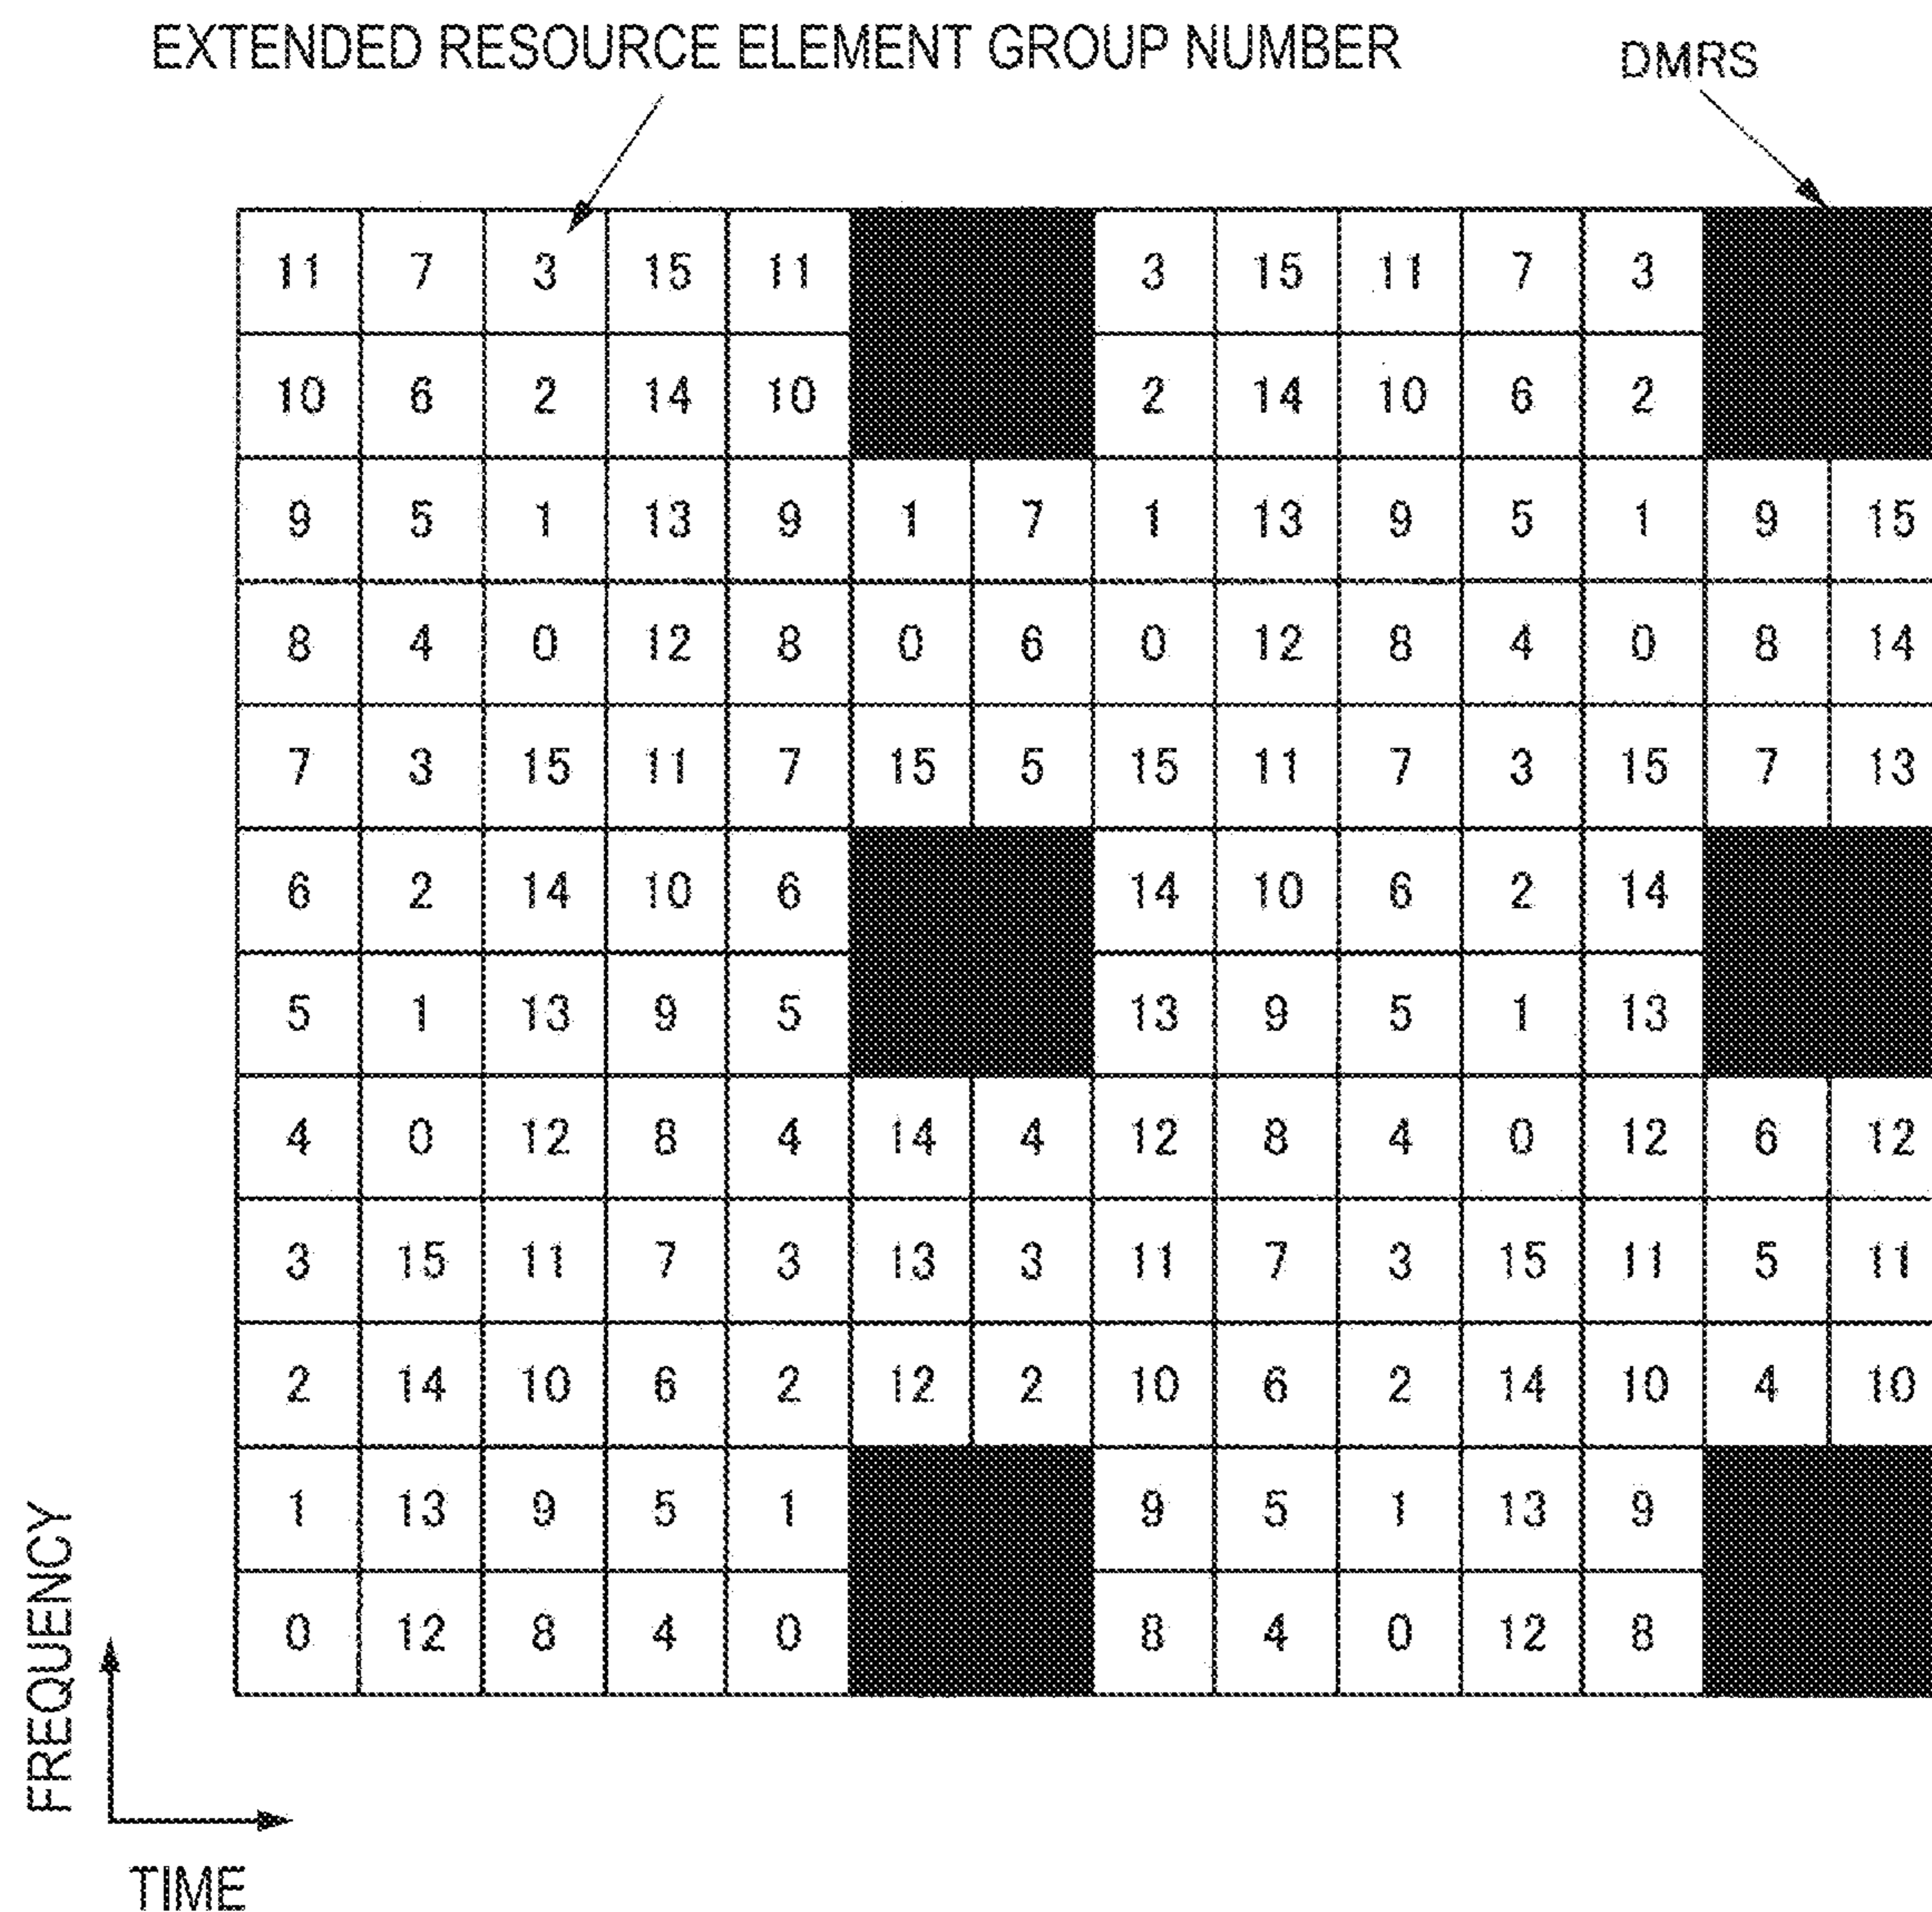 EXTENDED RESOURCE ELEMENT GROUP NUMBER DMRS
11 7 3 15 11 3 15 11 7 3
10 6 2 14 10 2 14 10 6 2
9 5 1 13 9 1 7 1 13 9 5 1 9 15
8 4 0 12 8 0 6 0 12 8 4 0 8 14
7 3 15 11 7 15 5 15 11 7 3 15 7 13
6 2 14 10 6 14 10 6 2 14
5 1 13 9 5 13 9 5 1 13
4 0 12 8 4 14 4 12 8 4 0 12 6 12
3 15 11 7 3 13 3 11 7 3 15 11 5 11
2 14 10 6 2 12 2 10 6 2 14 10 4 10
1 13 9 5 1 9 5 1 13 9
0 12 8 4 0 8 4 0 12 8
FREQUENCY
TIME